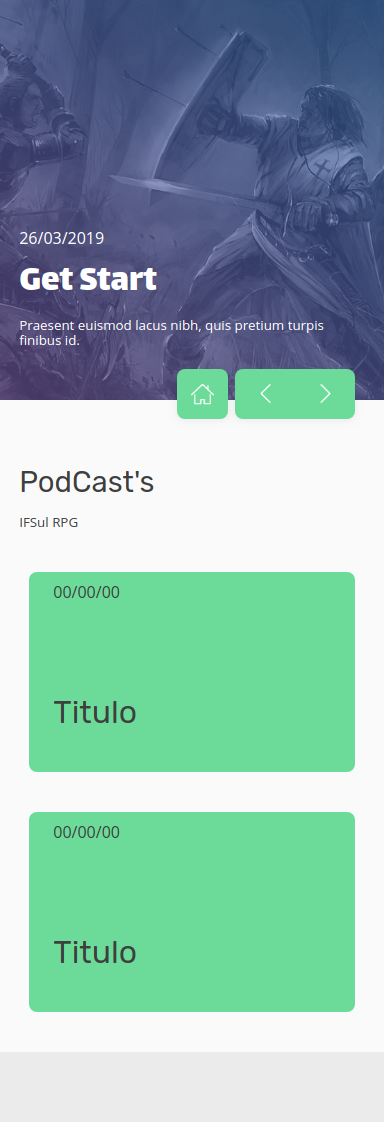 26/03/2019
Get Start
Praesent euismod lacus nibh, quis pretium turpis
finibus id.
PodCast's
IFSul RPG
00/00/00
Titulo
00/00/00
Titulo